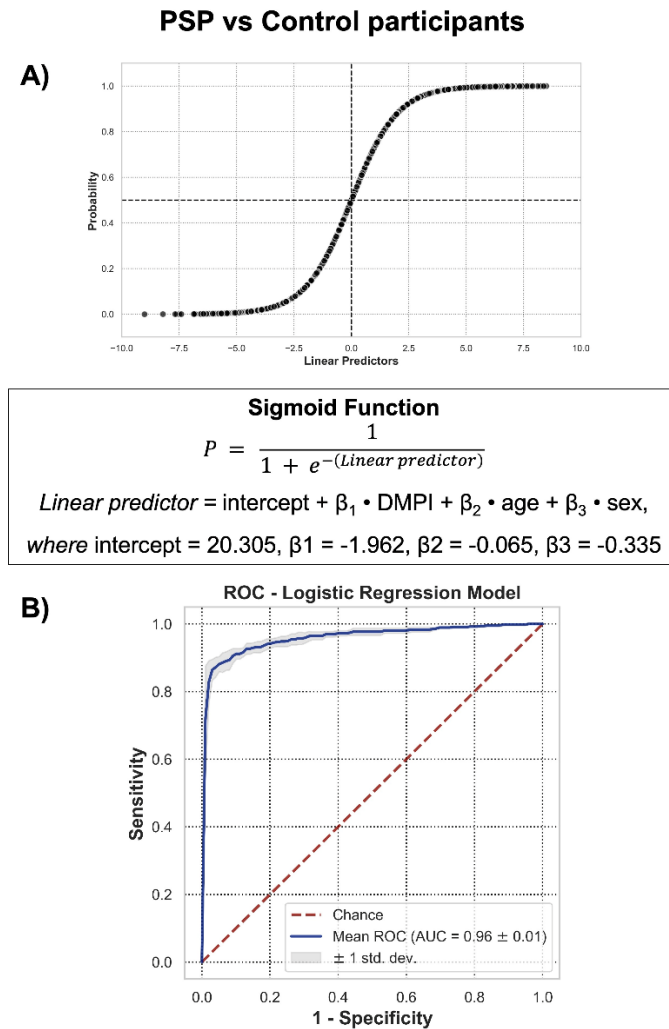 PSP vs Control participants
A)
1.0
0.8
0.6
0.4
0.2
0.0
Probability
−10.0 −7.5 −5.0 −2.5 0.0 2.5 5.0 7.5 10.0
Linear Predictors
Sigmoid Function
P = 1 / (1 + e^−(Linear predictor))
Linear predictor = intercept + β₁ • DMPI + β₂ • age + β₃ • sex,
where intercept = 20.305, β1 = -1.962, β2 = -0.065, β3 = -0.335
B)
ROC - Logistic Regression Model
1.0
0.8
0.6
0.4
0.2
0.0
Sensitivity
Chance
Mean ROC (AUC = 0.96 ± 0.01)
± 1 std. dev.
0.0 0.2 0.4 0.6 0.8 1.0
1 - Specificity